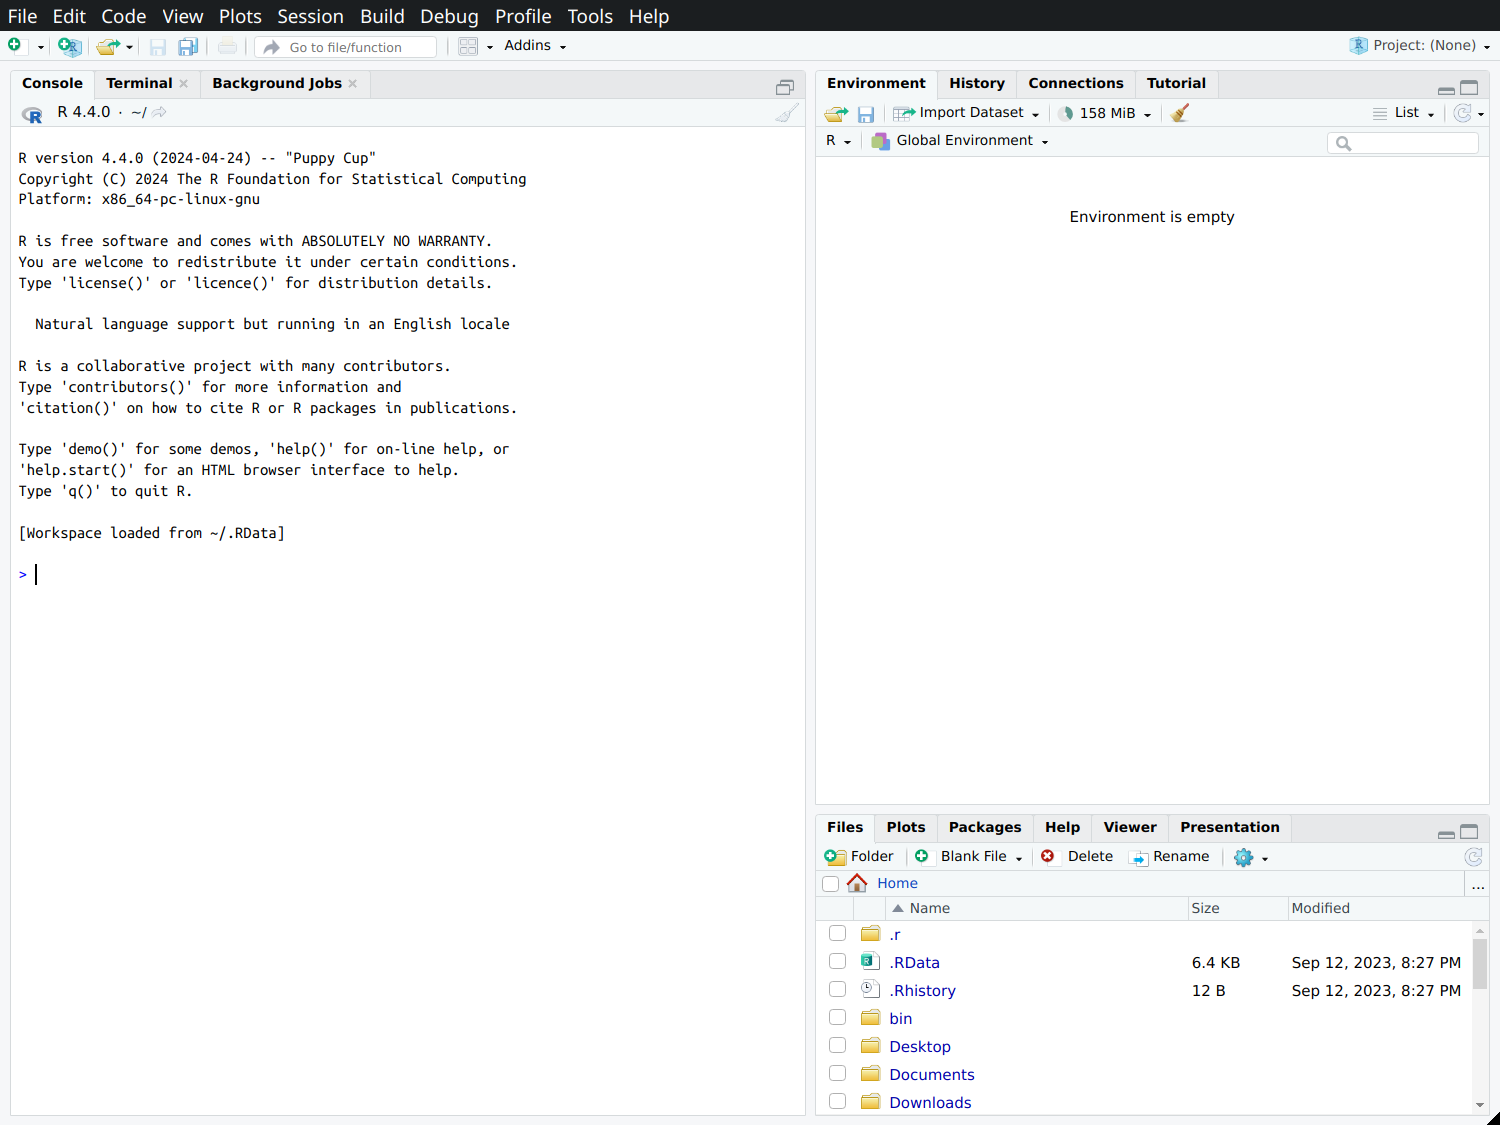 File Edit Code View Plots Session Build Debug Profile Tools Help
Go to file/function Addins Project: (None)
Console Terminal Background Jobs
R 4.4.0 · ~/
R version 4.4.0 (2024-04-24) -- "Puppy Cup"
Copyright (C) 2024 The R Foundation for Statistical Computing
Platform: x86_64-pc-linux-gnu
R is free software and comes with ABSOLUTELY NO WARRANTY.
You are welcome to redistribute it under certain conditions.
Type 'license()' or 'licence()' for distribution details.
Natural language support but running in an English locale
R is a collaborative project with many contributors.
Type 'contributors()' for more information and
'citation()' on how to cite R or R packages in publications.
Type 'demo()' for some demos, 'help()' for on-line help, or
'help.start()' for an HTML browser interface to help.
Type 'q()' to quit R.
[Workspace loaded from ~/.RData]
>
Environment History Connections Tutorial
Import Dataset 158 MiB List
R Global Environment
Environment is empty
Files Plots Packages Help Viewer Presentation
Folder Blank File Delete Rename
Home ...
Name Size Modified
.r
.RData 6.4 KB Sep 12, 2023, 8:27 PM
.Rhistory 12 B Sep 12, 2023, 8:27 PM
bin
Desktop
Documents
Downloads